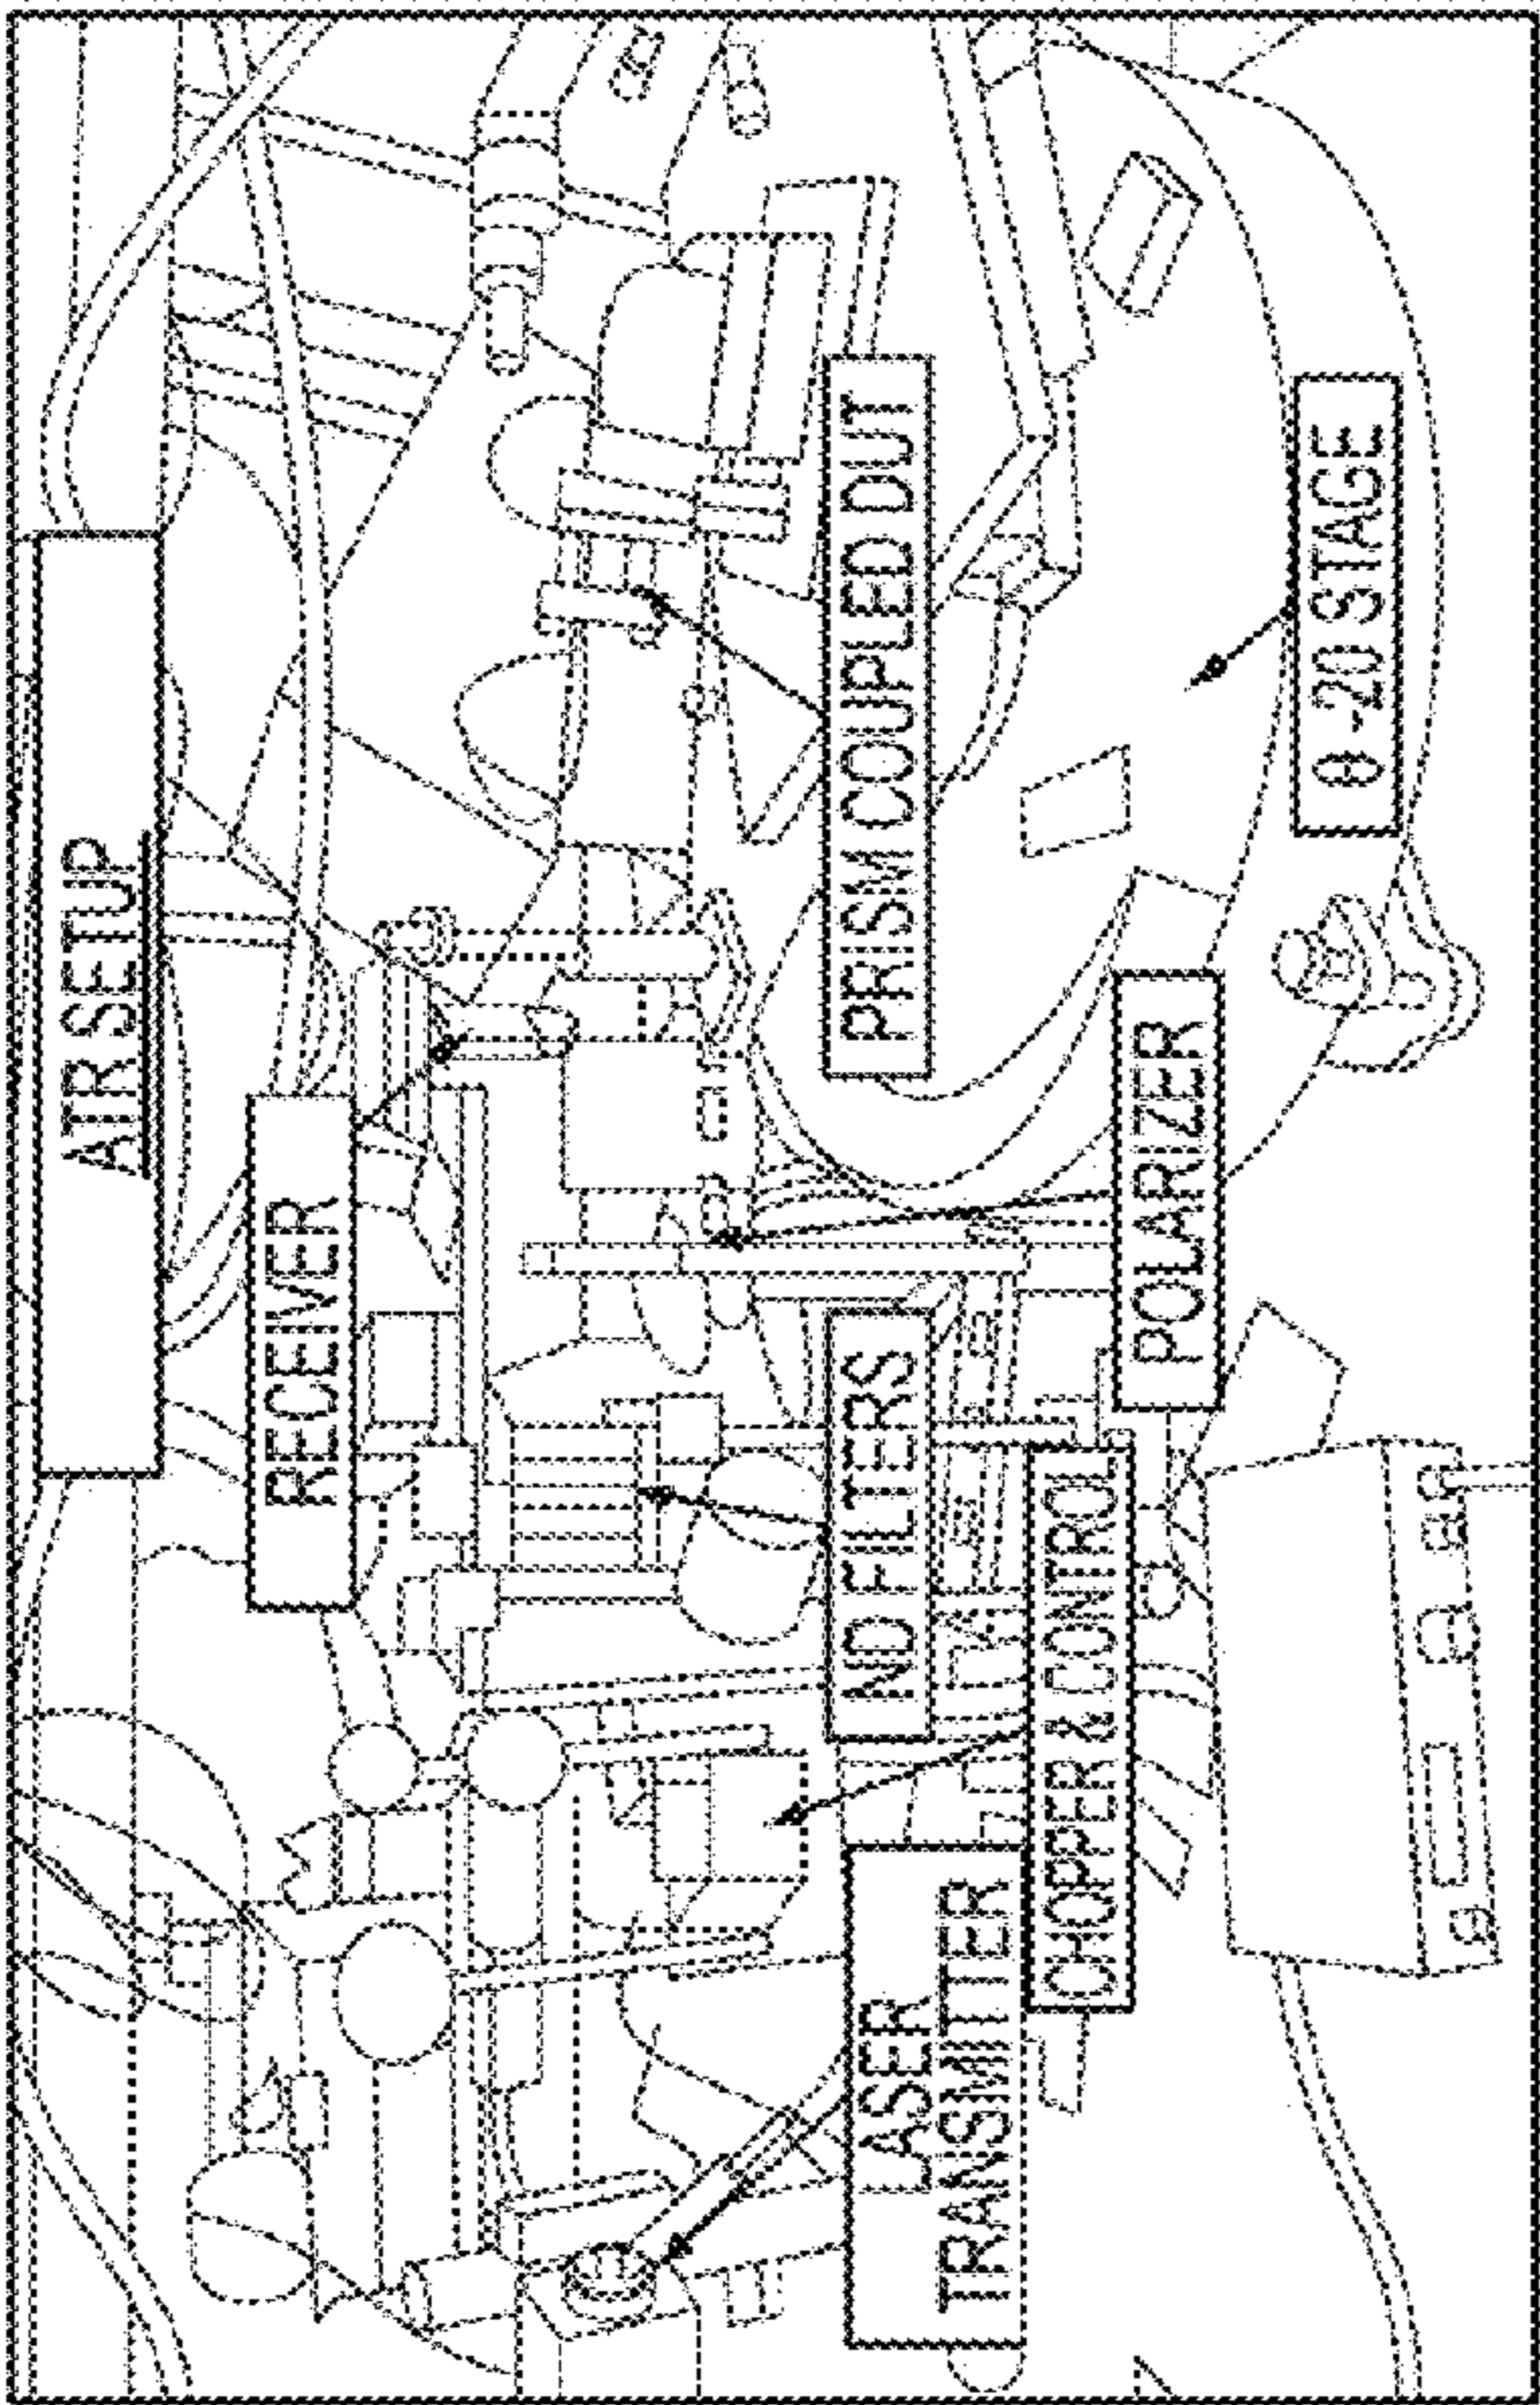 ATR SETUP
RECEIVER
PRISM COUPLED DUT
θ -2θ STAGE
POLARIZER
ND FILTERS
CHOPPER & CONTROL
LASER
TRANSMITTER